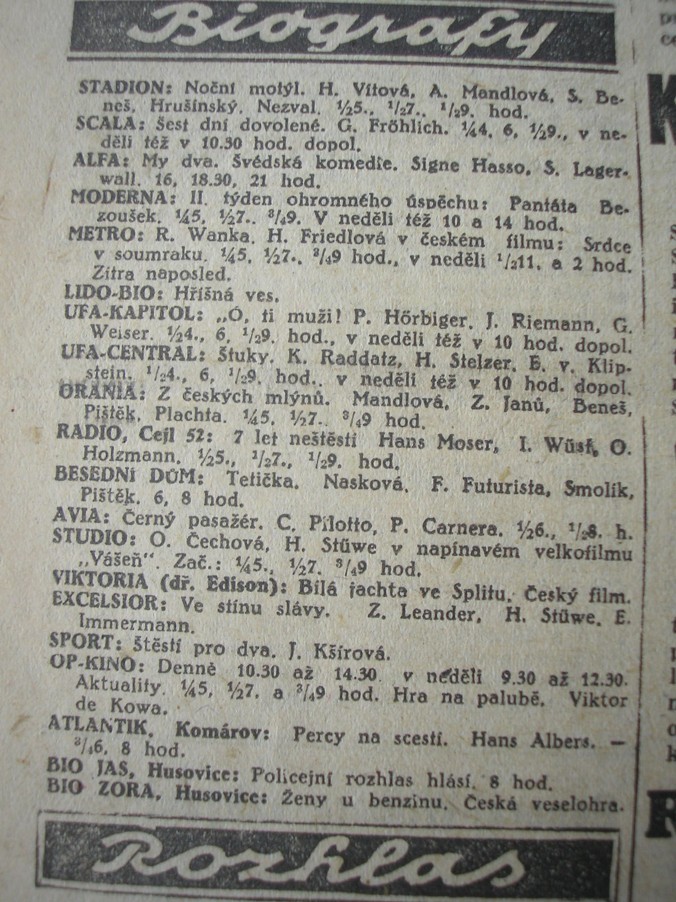 Biografy
STADION: Noční motýl. H. Vítová, A. Mandlová, S. Be-
neš, Hrušínský. Nezval. ½5., ½7., ½9. hod.
SCALA: Šest dní dovolené. G. Fröhlich. ¼4, 6, ½9., v ne-
děli též v 10.30 hod. dopol.
ALFA: My dva. Švédská komedie. Signe Hasso, S. Lager-
wall. 16, 18.30, 21 hod.
MODERNA: II. týden ohromného úspěchu: Pantáta Be-
zoušek. ¼5, ½7., ¾9. V neděli též 10 a 14 hod.
METRO: R. Wanka, H. Friedlová v českém filmu: Srdce
v soumraku. ¼5, ½7., ¾9 hod., v neděli ½11, a 2 hod.
Zítra naposled.
LIDO-BIO: Hříšná ves.
UFA-KAPITOL: „Ó, ti muži! P. Hörbiger, J. Riemann, G.
Weiser. ½4., 6, ½9. hod., v neděli též v 10 hod. dopol.
UFA-CENTRAL: Štuky. K. Raddatz, H. Stelzer, E. v. Klip-
stein. ½4., 6, ½9. hod., v neděli též v 10 hod. dopol.
ORANIA: Z českých mlýnů. Mandlová, Z. Janů, Beneš,
Pištěk, Plachta. ¼5, ½7., ¾9 hod.
RADIO, Cejl 52: 7 let neštěstí Hans Moser, I. Wüst, O.
Holzmann. ½5., ½7., ½9. hod.
BESEDNÍ DŮM: Tetička. Nasková, F. Futurista, Smolík,
Pištěk. 6, 8 hod.
AVIA: Černý pasažér. C. Pilotto, P. Carnera. ½6., ½8. h.
STUDIO: O. Čechová, H. Stüwe v napínavém velkofilmu
„Vášeň“. Zač.: ¼5., ½7. ¾9 hod.
VIKTORIA (dř. Edison): Bílá jachta ve Splitu. Český film.
EXCELSIOR: Ve stínu slávy. Z. Leander, H. Stüwe, E.
Immermann.
SPORT: Štěstí pro dva. J. Kšírová.
OP-KINO: Denně 10.30 až 14.30. v neděli 9.30 až 12.30.
Aktuality. ¼5, ½7, a ¾9 hod. Hra na palubě. Viktor
de Kowa.
ATLANTIK, Komárov: Percy na scestí. Hans Albers. —
¾6, 8 hod.
BIO JAS, Husovice: Policejní rozhlas hlásí. 8 hod.
BIO ZORA, Husovice: Ženy u benzinu. Česká veselohra.
Rozhlas